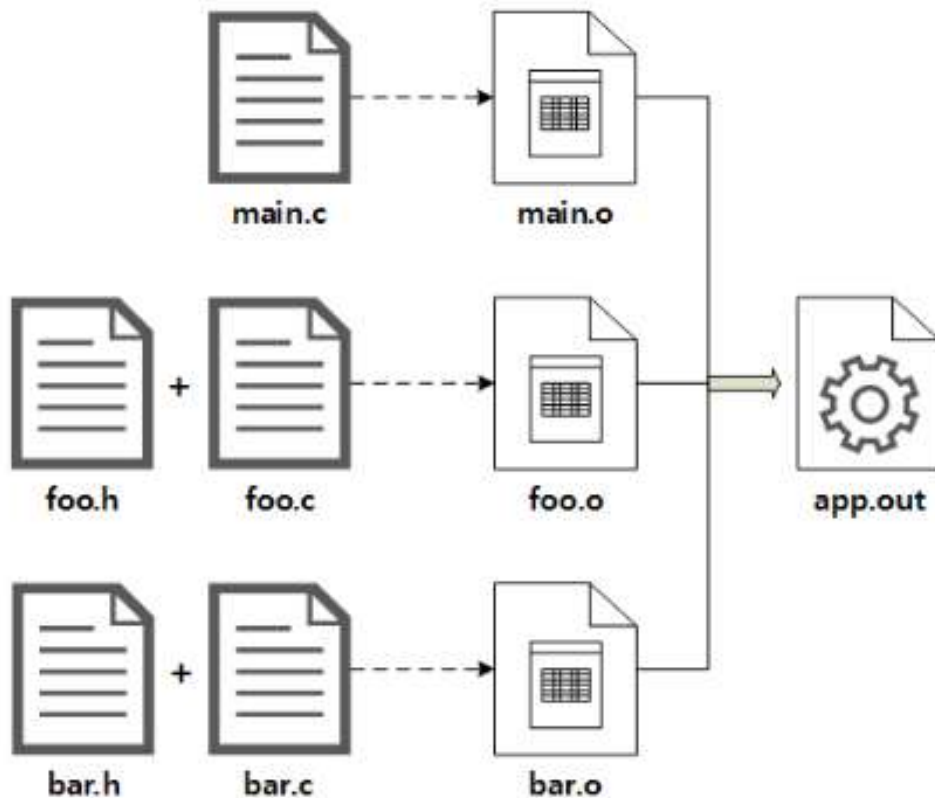 main.c main.o
+
foo.h foo.c foo.o app.out
+
bar.h bar.c bar.o